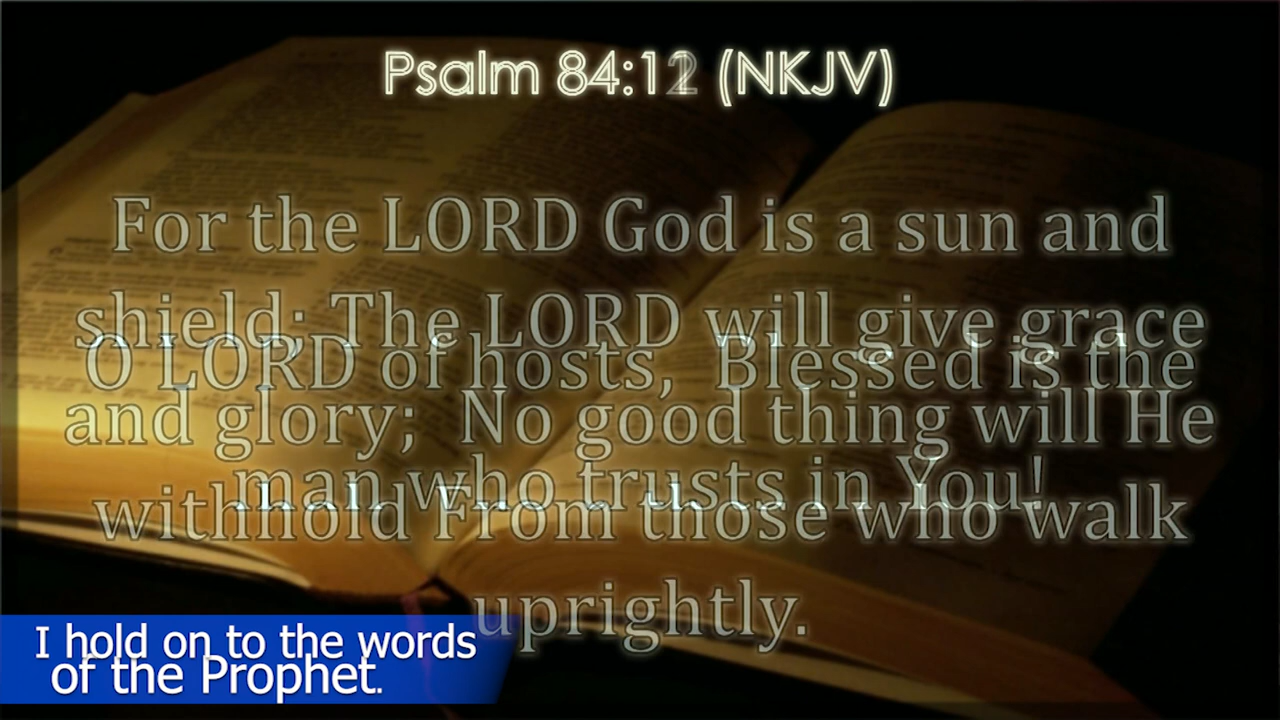 Psalm 84:12 (NKJV)
For the LORD God is a sun and
shield; The LORD will give grace
O LORD of hosts, Blessed is the
and glory; No good thing will He
man who trusts in You!
withhold From those who walk
uprightly.
I hold on to the words
of the Prophet.